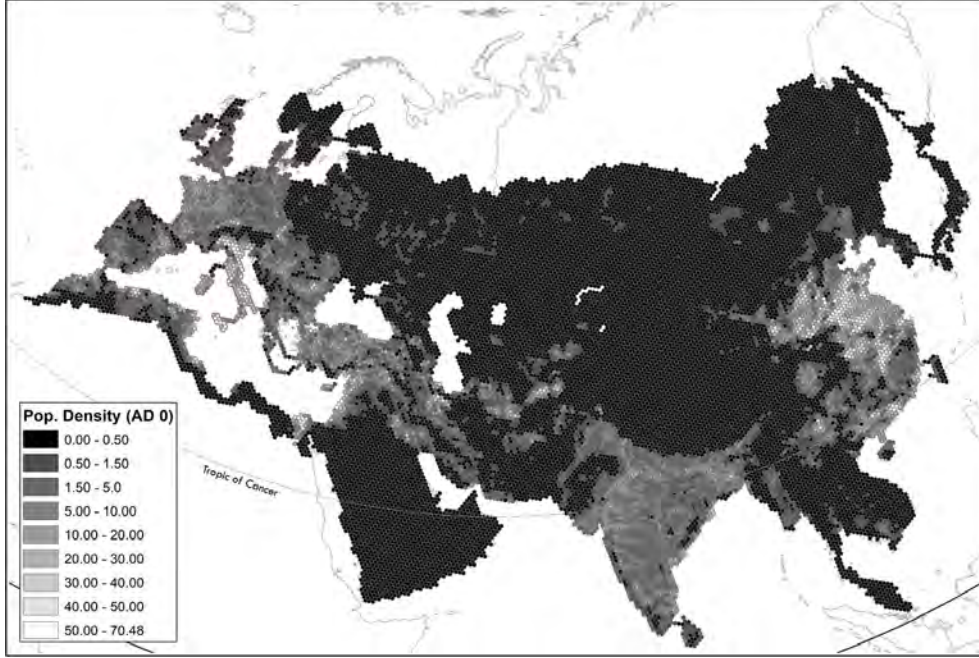 Tropic of Cancer
Pop. Density (AD 0)
0.00 - 0.50
0.50 - 1.50
1.50 - 5.0
5.00 - 10.00
10.00 - 20.00
20.00 - 30.00
30.00 - 40.00
40.00 - 50.00
50.00 - 70.48